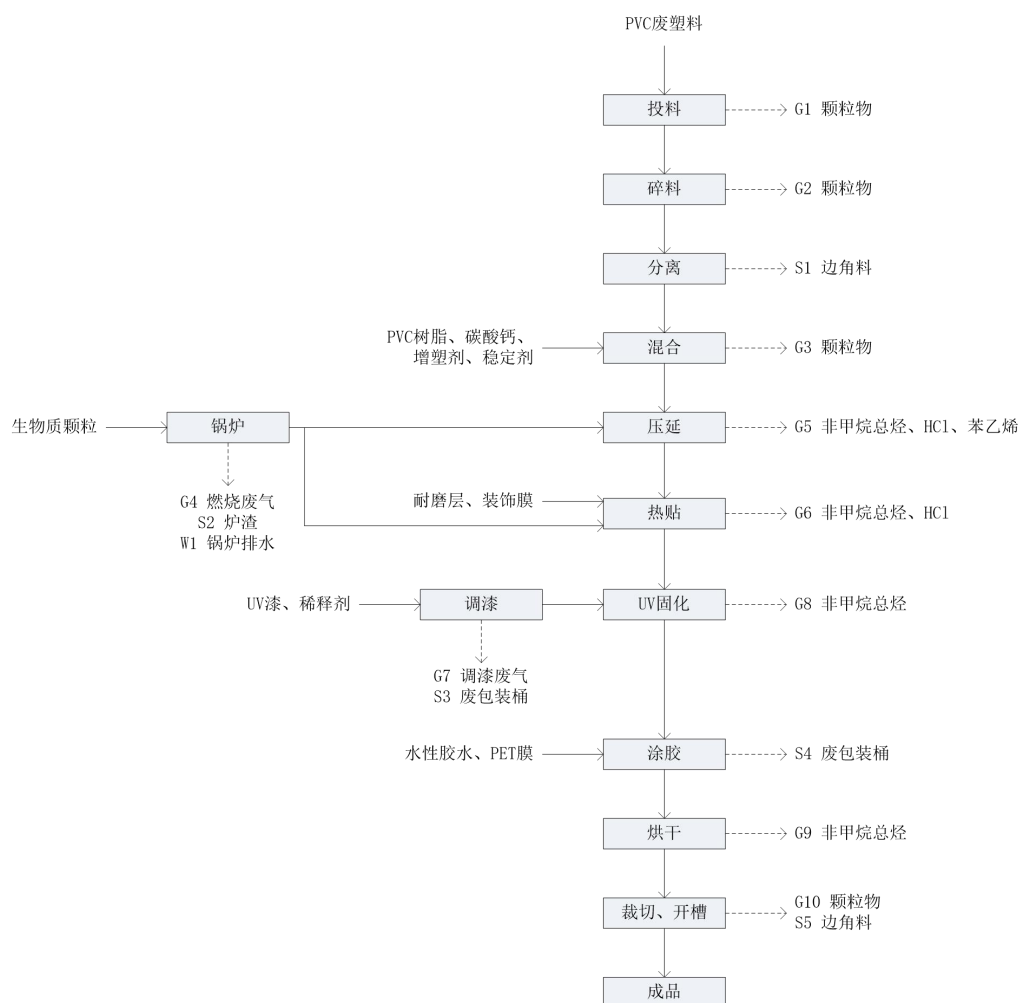 PVC废塑料
投料
G1 颗粒物
碎料
G2 颗粒物
分离
S1 边角料
PVC树脂、碳酸钙、
增塑剂、稳定剂
混合
G3 颗粒物
生物质颗粒
锅炉
压延
G5 非甲烷总烃、HCl、苯乙烯
G4 燃烧废气
S2 炉渣
W1 锅炉排水
耐磨层、装饰膜
热贴
G6 非甲烷总烃、HCl
UV漆、稀释剂
调漆
UV固化
G8 非甲烷总烃
G7 调漆废气
S3 废包装桶
水性胶水、PET膜
涂胶
S4 废包装桶
烘干
G9 非甲烷总烃
裁切、开槽
G10 颗粒物
S5 边角料
成品